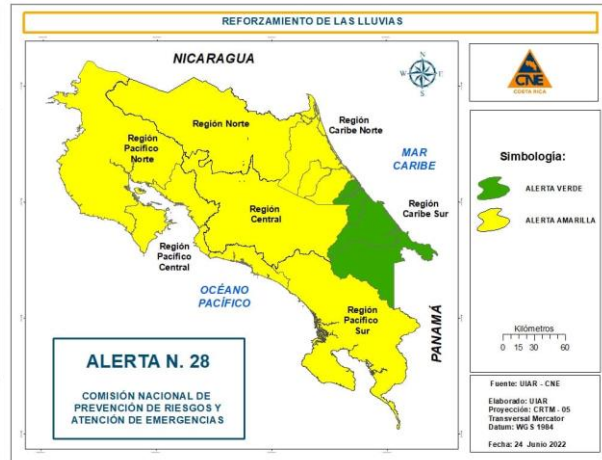 REFORZAMIENTO DE LAS LLUVIAS
NICARAGUA
N
W E
S
CNE
COSTA RICA
Región Norte
Región
Caribe Norte
Región
Pacífico
Norte
MAR
CARIBE
Simbología:
ALERTA VERDE
ALERTA AMARILLA
Región
Caribe Sur
Región
Central
Región
Pacífico
Central
OCÉANO
PACÍFICO
Región
Pacífico
Sur
PANAMÁ
Kilómetros
0 15 30 60
ALERTA N. 28
COMISIÓN NACIONAL DE
PREVENCIÓN DE RIESGOS Y
ATENCIÓN DE EMERGENCIAS
Fuente: UIAR - CNE
Elaborado: UIAR
Proyección: CRTM - 05
Transversal Mercator
Datum: WGS 1984
Fecha: 24 Junio 2022